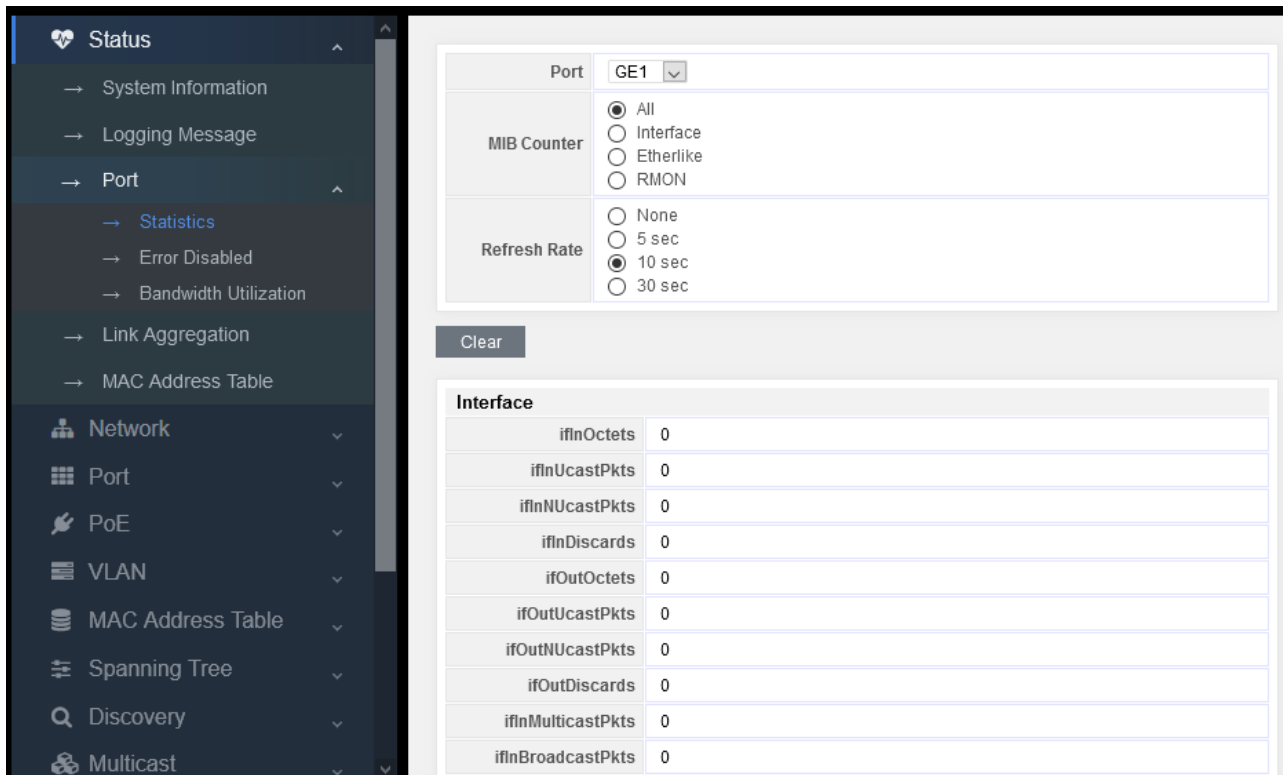 Status
System Information
Logging Message
Port
Statistics
Error Disabled
Bandwidth Utilization
Link Aggregation
MAC Address Table
Network
Port
PoE
VLAN
MAC Address Table
Spanning Tree
Discovery
Multicast
Port GE1
MIB Counter
All
Interface
Etherlike
RMON
Refresh Rate
None
5 sec
10 sec
30 sec
Clear
Interface
ifInOctets 0
ifInUcastPkts 0
ifInNUcastPkts 0
ifInDiscards 0
ifOutOctets 0
ifOutUcastPkts 0
ifOutNUcastPkts 0
ifOutDiscards 0
ifInMulticastPkts 0
ifInBroadcastPkts 0